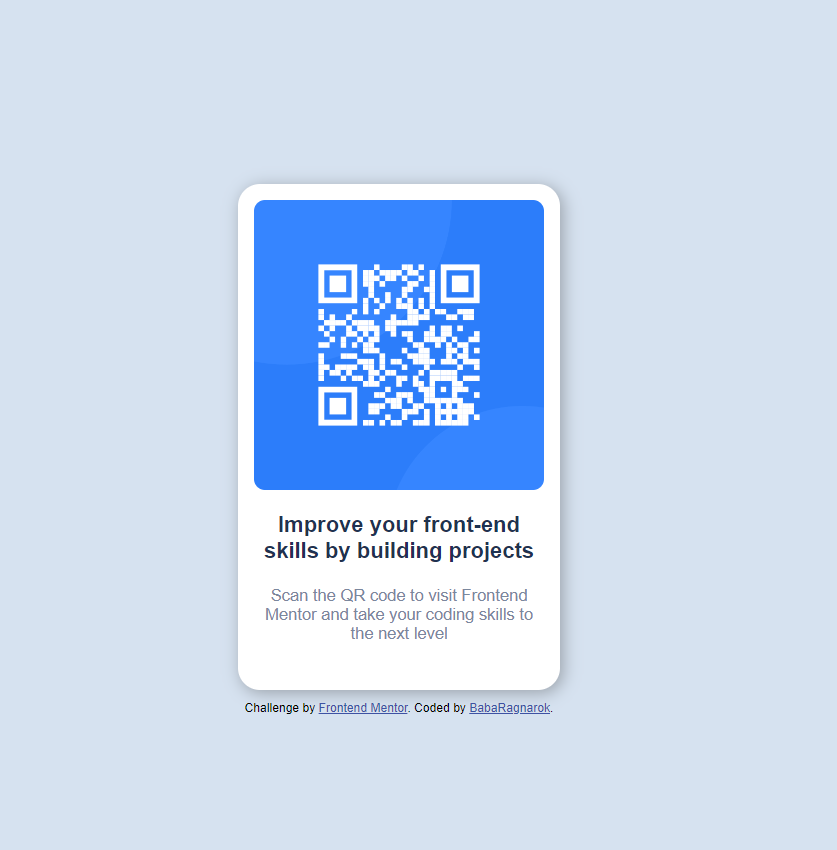 Improve your front-end
skills by building projects
Scan the QR code to visit Frontend
Mentor and take your coding skills to
the next level
Challenge by Frontend Mentor. Coded by BabaRagnarok.